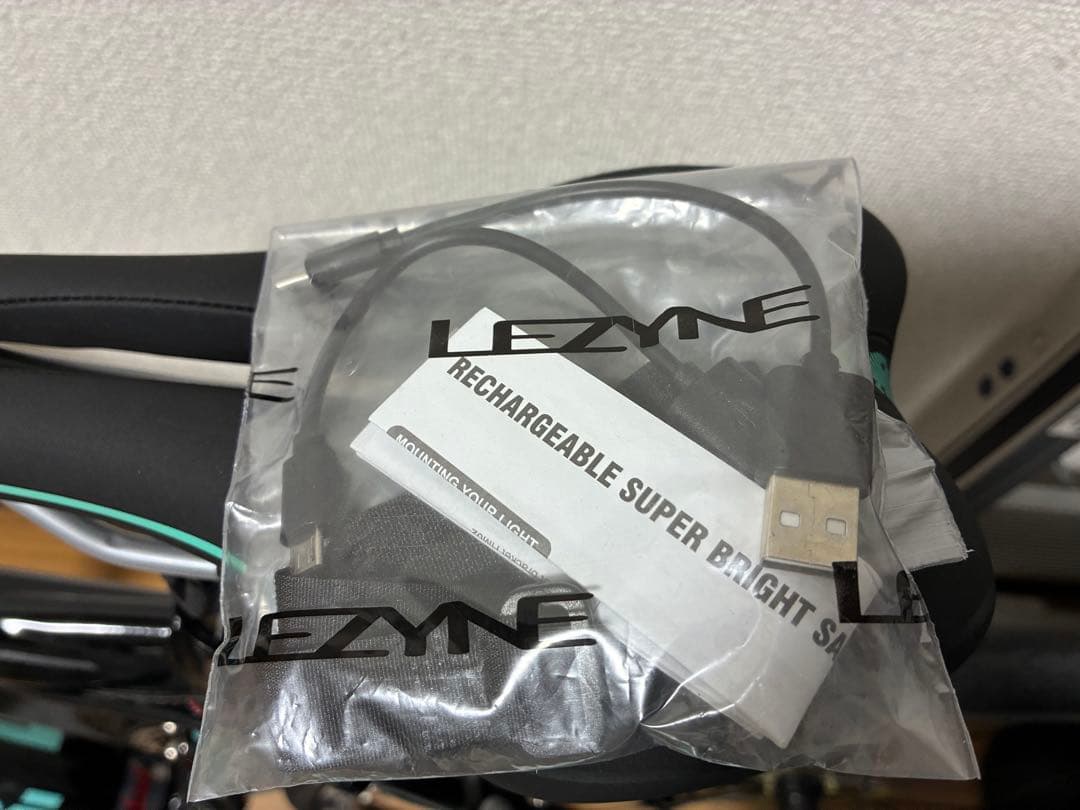 LEZYNE
RECHARGEABLE SUPER BRIGHT SA
MOUNTING YOUR LIGHT
E
LEZYNE
LE